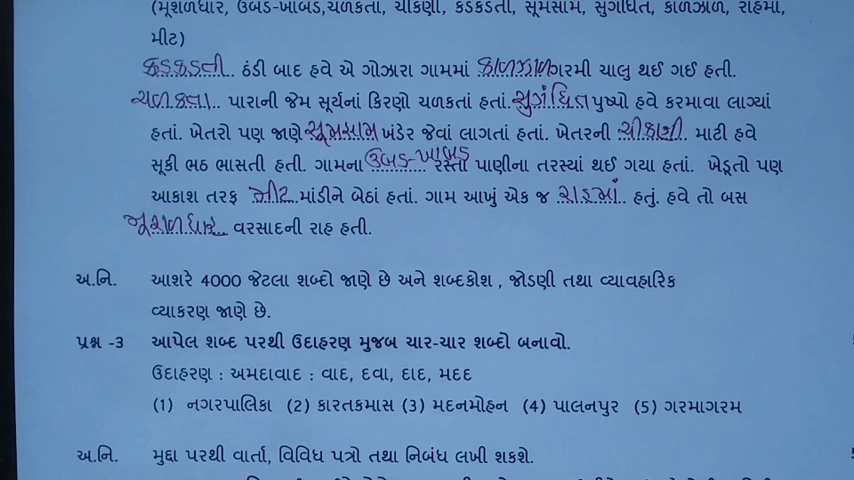 (મૂશળધાર, ઉબડ-ખાબડ,ચળકતા, ચીકણી, કડકડતી, સૂમસામ, સુગંધિત, કાળઝાળ, રાહમાં,
મીટ)
કડકડતી.. ઠંડી બાદ હવે એ ગોઝારા ગામમાં કાળઝાળ ગરમી ચાલુ થઈ ગઈ હતી.
ચળકતા... પારાની જેમ સૂર્યનાં કિરણો ચળકતાં હતાં. સુગંધિત પુષ્પો હવે કરમાવા લાગ્યાં
હતાં. ખેતરો પણ જાણે સૂમસામ ખંડેર જેવાં લાગતાં હતાં. ખેતરની ચીકણી માટી હવે
સૂકી ભઠ ભાસતી હતી. ગામના ઉબડ-ખાબડ રસ્તા પાણીના તરસ્યાં થઈ ગયા હતાં. ખેડૂતો પણ
આકાશ તરફ મીટ માંડીને બેઠાં હતાં. ગામ આખું એક જ રાહમાં હતું. હવે તો બસ
મૂશળધાર વરસાદની રાહ હતી.
અ.નિ. આશરે 4000 જેટલા શબ્દો જાણે છે અને શબ્દકોશ , જોડણી તથા વ્યાવહારિક
વ્યાકરણ જાણે છે.
પ્રશ્ન -3 આપેલ શબ્દ પરથી ઉદાહરણ મુજબ ચાર-ચાર શબ્દો બનાવો.
ઉદાહરણ : અમદાવાદ : વાદ, દવા, દાદ, મદદ
(1) નગરપાલિકા (2) કારતકમાસ (3) મદનમોહન (4) પાલનપુર (5) ગરમાગરમ
અ.નિ. મુદ્દા પરથી વાર્તા, વિવિધ પત્રો તથા નિબંધ લખી શકશે.